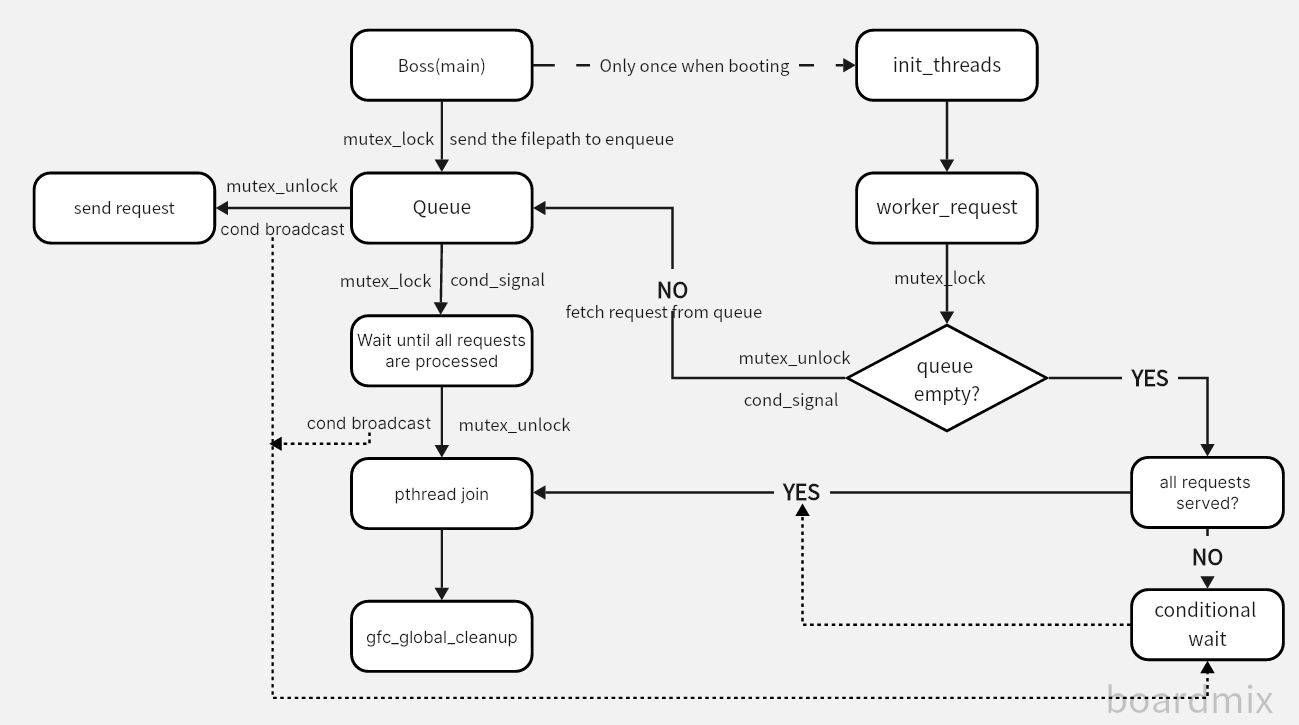 Boss(main)
Only once when booting
init_threads
mutex_lock
send the filepath to enqueue
send request
mutex_unlock
cond broadcast
Queue
worker_request
mutex_lock
cond_signal
mutex_lock
NO
fetch request from queue
Wait until all requests
are processed
mutex_unlock
cond_signal
queue
empty?
YES
cond broadcast
mutex_unlock
pthread join
YES
all requests
served?
NO
conditional
wait
gfc_global_cleanup
boardmix